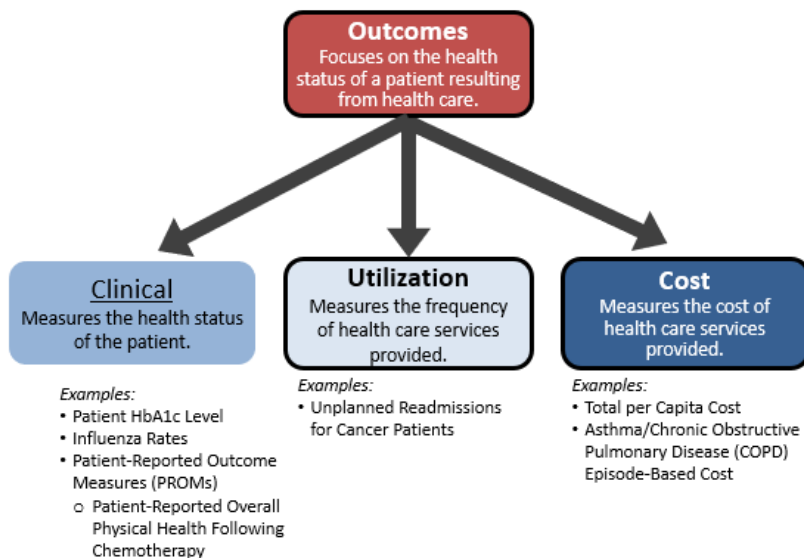 Outcomes
Focuses on the health
status of a patient resulting
from health care.
Clinical
Measures the health status
of the patient.
Examples:
• Patient HbA1c Level
• Influenza Rates
• Patient-Reported Outcome
Measures (PROMs)
o Patient-Reported Overall
Physical Health Following
Chemotherapy
Utilization
Measures the frequency
of health care services
provided.
Examples:
• Unplanned Readmissions
for Cancer Patients
Cost
Measures the cost of
health care services
provided.
Examples:
• Total per Capita Cost
• Asthma/Chronic Obstructive
Pulmonary Disease (COPD)
Episode-Based Cost